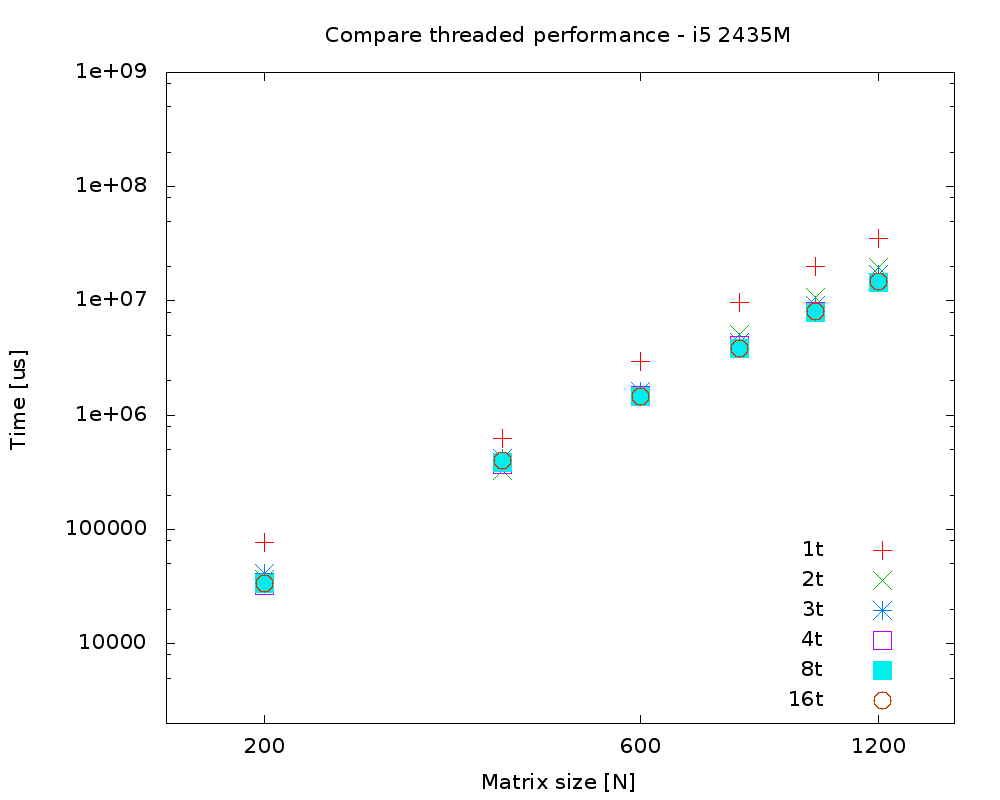 Compare threaded performance - i5 2435M
1e+09
1e+08
1e+07
1e+06
100000
10000
Time [us]
1t
2t
3t
4t
8t
16t
200
600
1200
Matrix size [N]